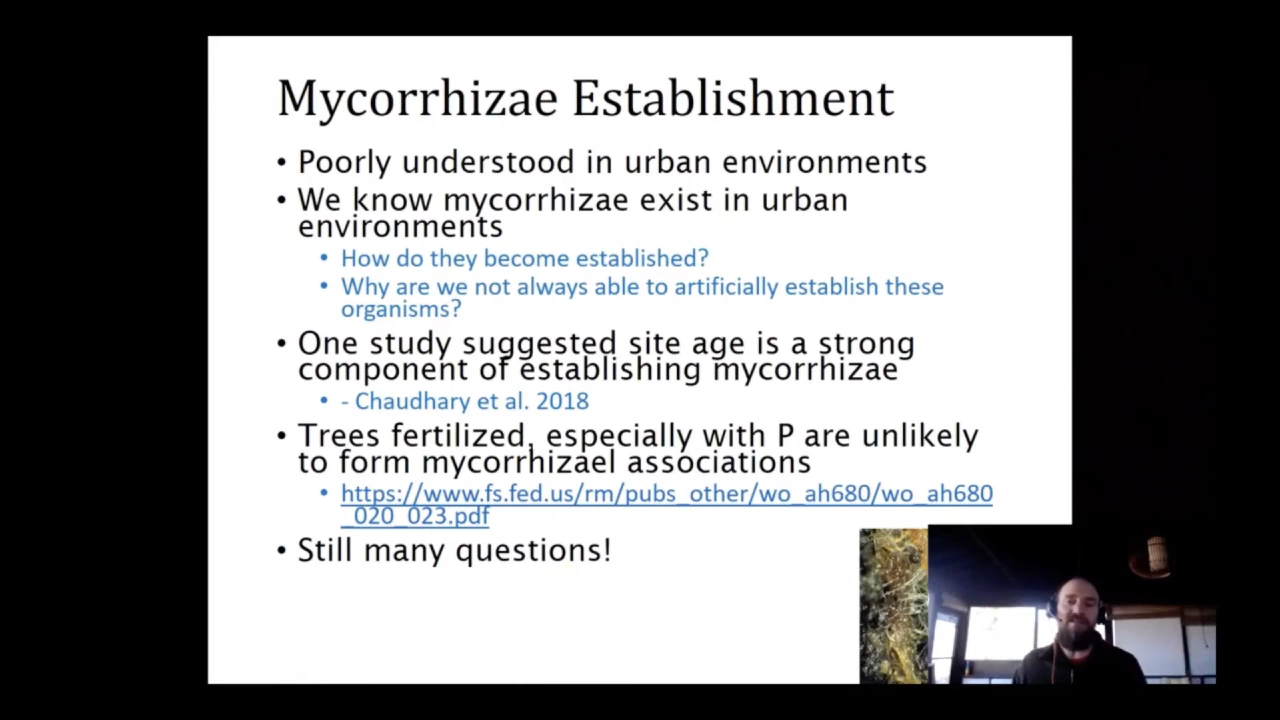 Mycorrhizae Establishment
• Poorly understood in urban environments
• We know mycorrhizae exist in urban
environments
• How do they become established?
• Why are we not always able to artificially establish these
organisms?
• One study suggested site age is a strong
component of establishing mycorrhizae
• - Chaudhary et al. 2018
• Trees fertilized, especially with P are unlikely
to form mycorrhizael associations
• https://www.fs.fed.us/rm/pubs_other/wo_ah680/wo_ah680
_020_023.pdf
• Still many questions!